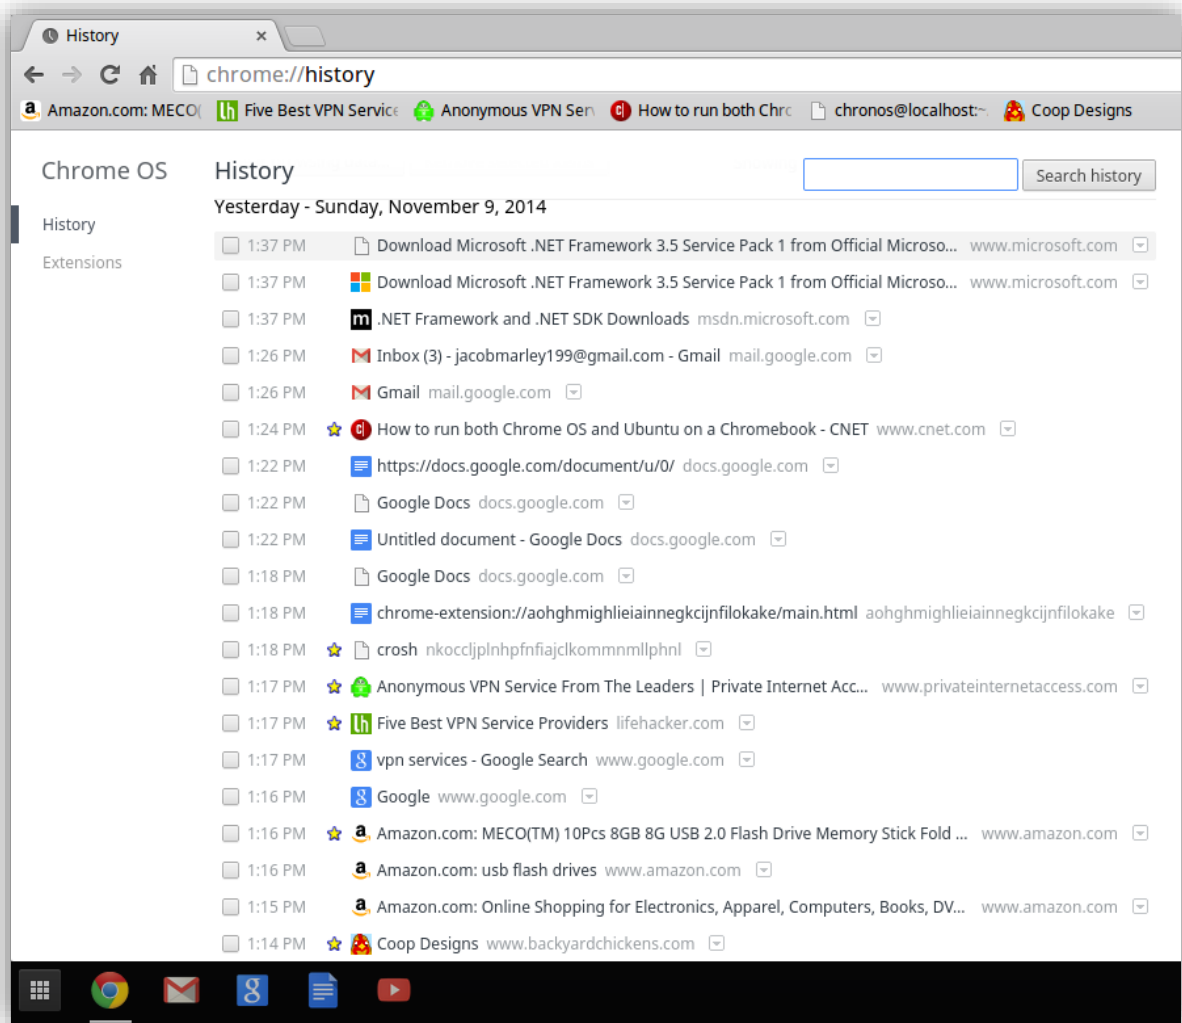 History
chrome://history
Amazon.com: MECO( Five Best VPN Service Anonymous VPN Serv How to run both Chrc chronos@localhost:~ Coop Designs
Chrome OS
History
Extensions
History
Search history
Yesterday - Sunday, November 9, 2014
1:37 PM Download Microsoft .NET Framework 3.5 Service Pack 1 from Official Microso... www.microsoft.com
1:37 PM Download Microsoft .NET Framework 3.5 Service Pack 1 from Official Microso... www.microsoft.com
1:37 PM .NET Framework and .NET SDK Downloads msdn.microsoft.com
1:26 PM Inbox (3) - jacobmarley199@gmail.com - Gmail mail.google.com
1:26 PM Gmail mail.google.com
1:24 PM How to run both Chrome OS and Ubuntu on a Chromebook - CNET www.cnet.com
1:22 PM https://docs.google.com/document/u/0/ docs.google.com
1:22 PM Google Docs docs.google.com
1:22 PM Untitled document - Google Docs docs.google.com
1:18 PM Google Docs docs.google.com
1:18 PM chrome-extension://aohghmighlieiainnegkcijnfilokake/main.html aohghmighlieiainnegkcijnfilokake
1:18 PM crosh nkoccljplnhpfnfiajclkommnmllphnl
1:17 PM Anonymous VPN Service From The Leaders | Private Internet Acc... www.privateinternetaccess.com
1:17 PM Five Best VPN Service Providers lifehacker.com
1:17 PM vpn services - Google Search www.google.com
1:16 PM Google www.google.com
1:16 PM Amazon.com: MECO(TM) 10Pcs 8GB 8G USB 2.0 Flash Drive Memory Stick Fold ... www.amazon.com
1:16 PM Amazon.com: usb flash drives www.amazon.com
1:15 PM Amazon.com: Online Shopping for Electronics, Apparel, Computers, Books, DV... www.amazon.com
1:14 PM Coop Designs www.backyardchickens.com